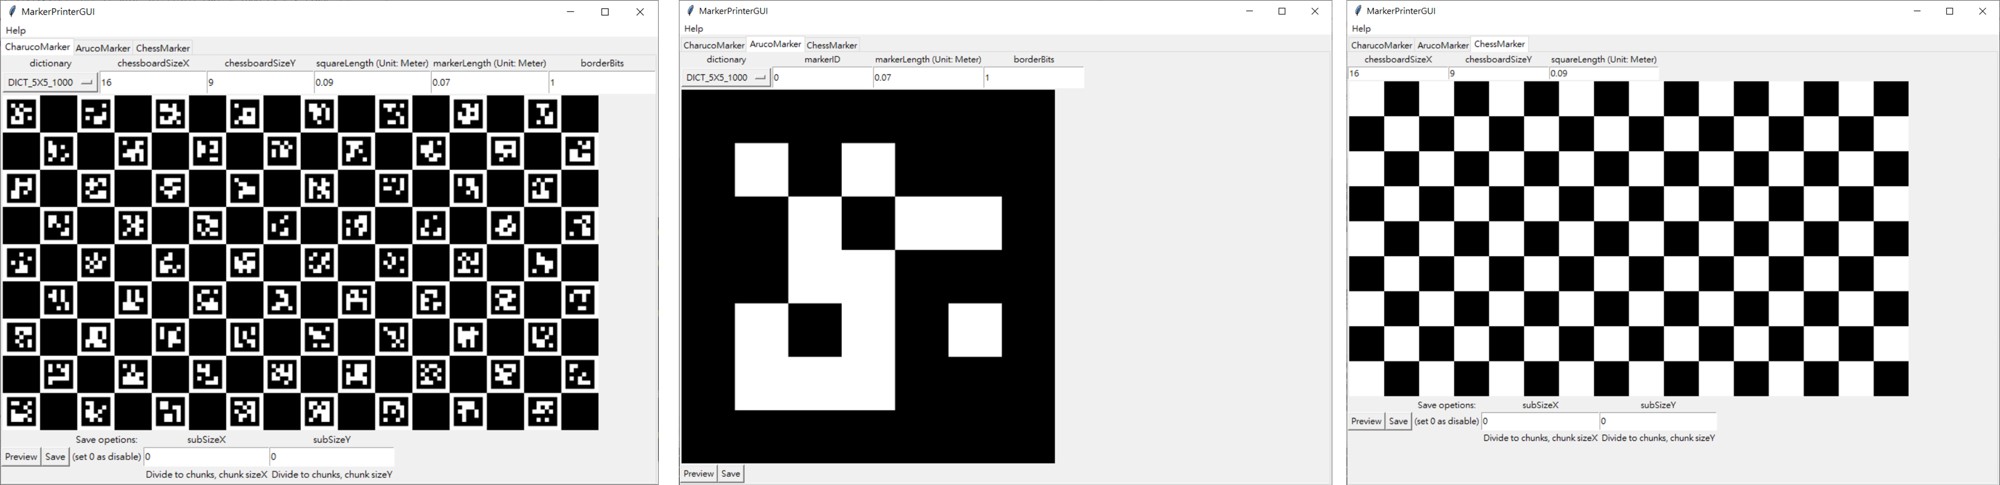 MarkerPrinterGUI
Help
CharucoMarker ArucoMarker ChessMarker
dictionary chessboardSizeX chessboardSizeY squareLength (Unit: Meter) markerLength (Unit: Meter) borderBits
DICT_5X5_1000 16 9 0.09 0.07 1
Save opetions: subSizeX subSizeY
Preview Save (set 0 as disable) 0 0
Divide to chunks, chunk sizeX Divide to chunks, chunk sizeY
MarkerPrinterGUI
Help
CharucoMarker ArucoMarker ChessMarker
dictionary markerID markerLength (Unit: Meter) borderBits
DICT_5X5_1000 0 0.07 1
Preview Save
MarkerPrinterGUI
Help
CharucoMarker ArucoMarker ChessMarker
chessboardSizeX chessboardSizeY squareLength (Unit: Meter)
16 9 0.09
Save opetions: subSizeX subSizeY
Preview Save (set 0 as disable) 0 0
Divide to chunks, chunk sizeX Divide to chunks, chunk sizeY